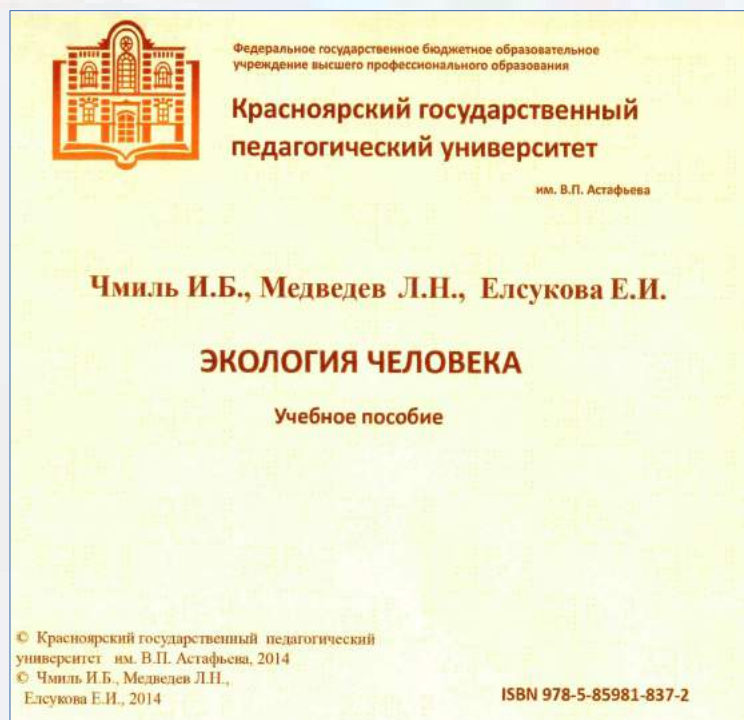 Федеральное государственное бюджетное образовательное
учреждение высшего профессионального образования
Красноярский государственный
педагогический университет
им. В.П. Астафьева
Чмиль И.Б., Медведев Л.Н., Елсукова Е.И.
ЭКОЛОГИЯ ЧЕЛОВЕКА
Учебное пособие
© Красноярский государственный педагогический
университет им. В.П. Астафьева, 2014
© Чмиль И.Б., Медведев Л.Н.,
Елсукова Е.И., 2014
ISBN 978-5-85981-837-2